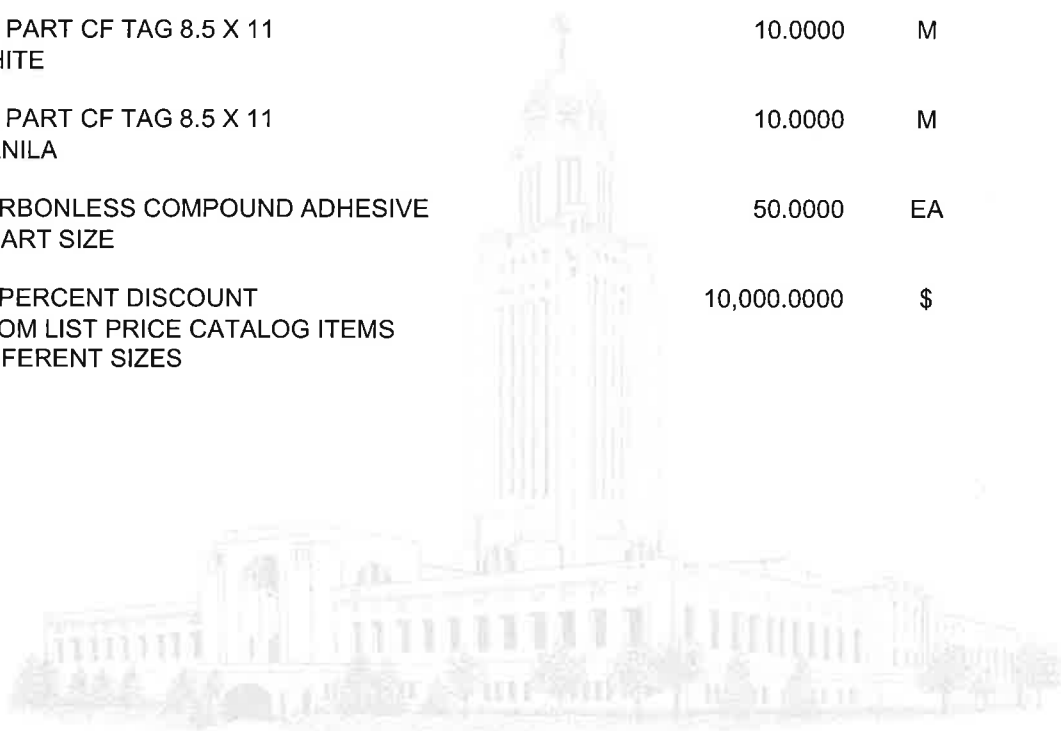 PART CF TAG 8.5 X 11 10.0000 M
HITE
PART CF TAG 8.5 X 11 10.0000 M
ANILA
RBONLESS COMPOUND ADHESIVE 50.0000 EA
ART SIZE
PERCENT DISCOUNT 10,000.0000 $
OM LIST PRICE CATALOG ITEMS
FERENT SIZES